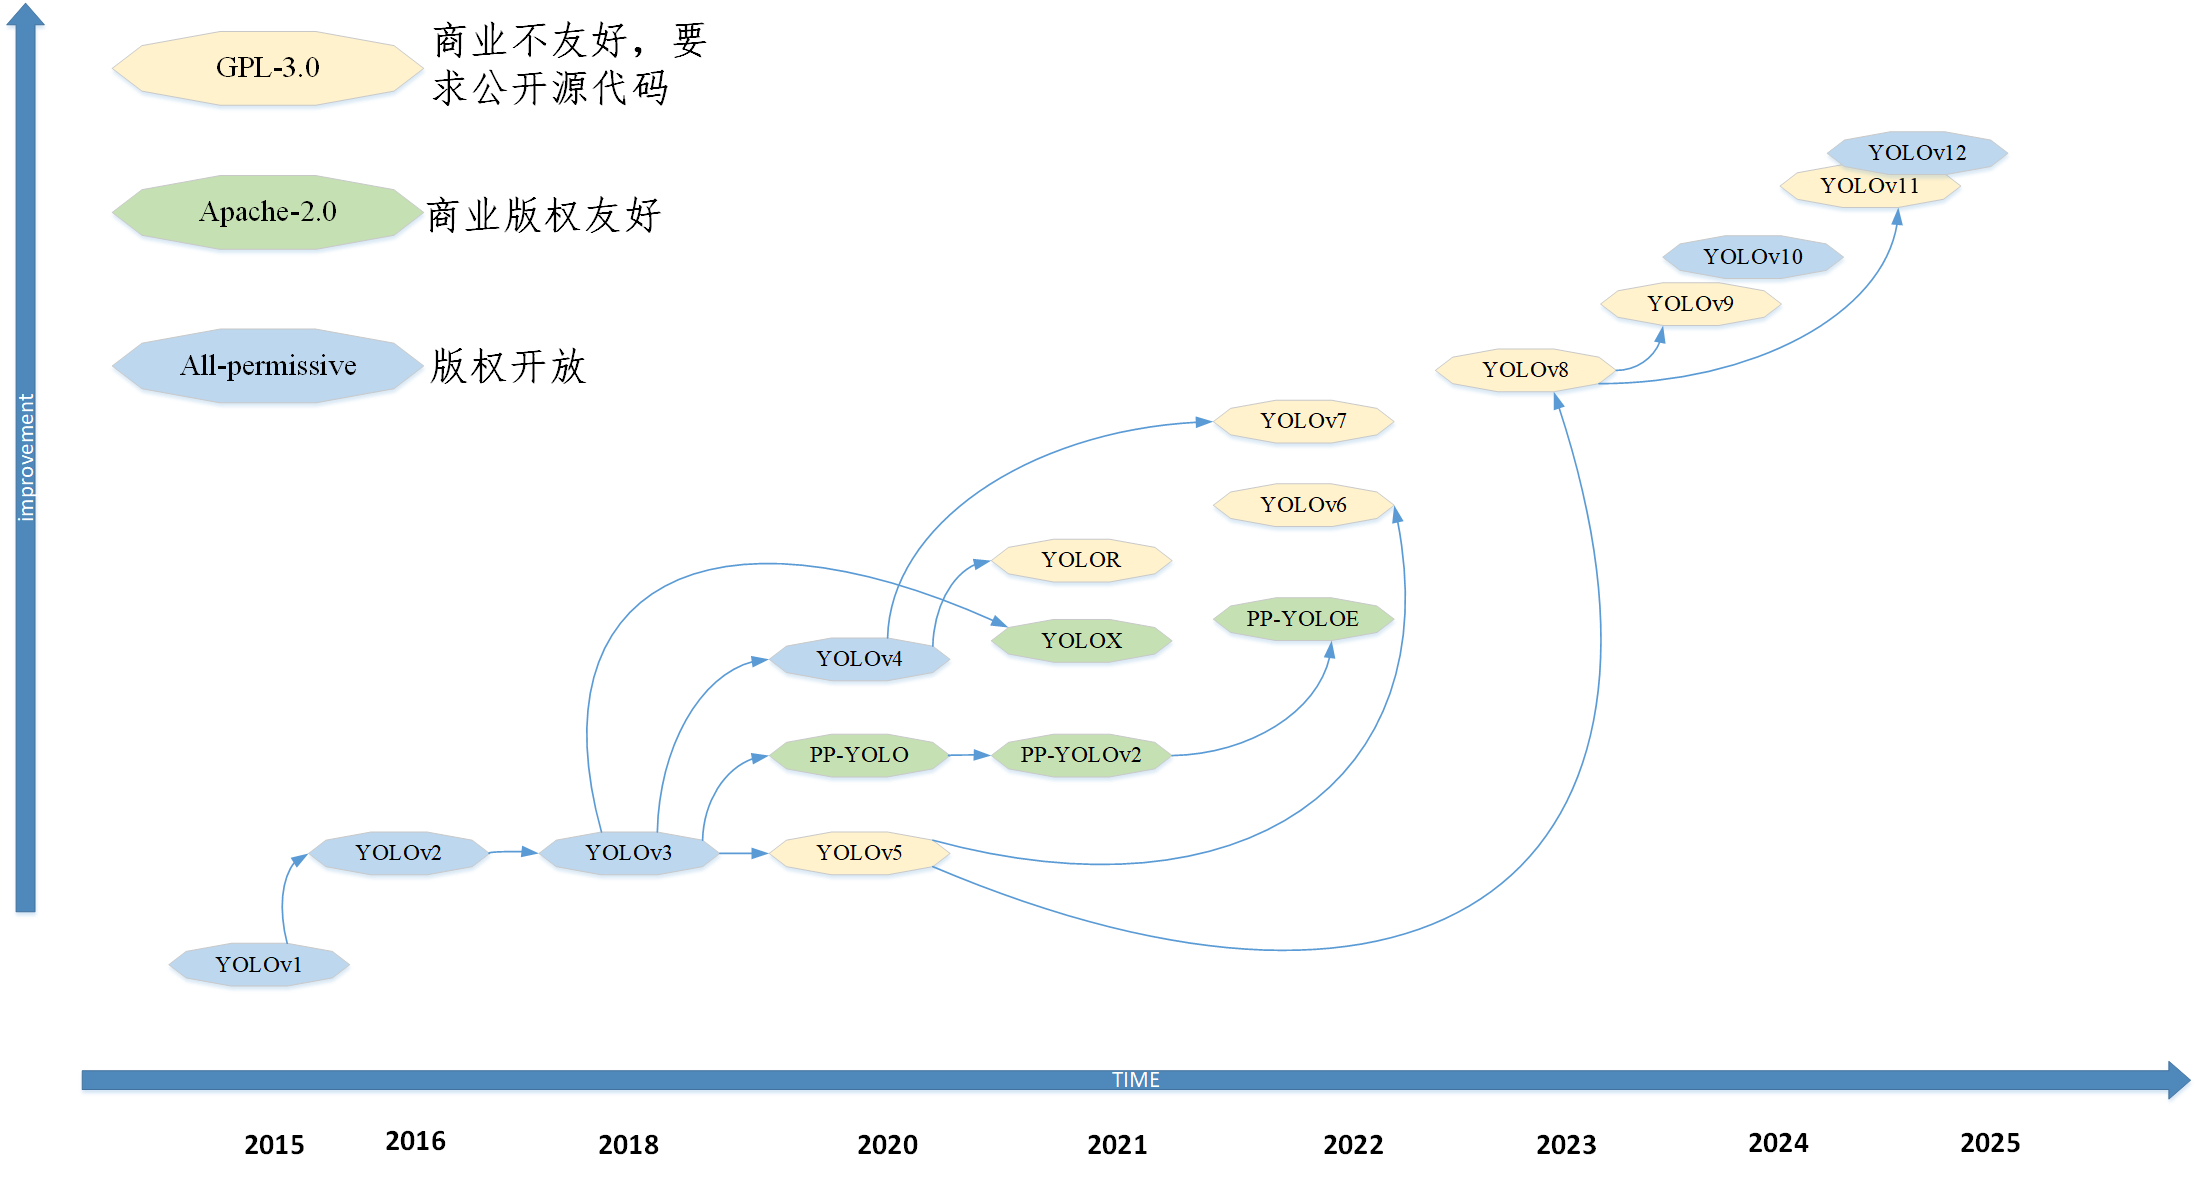 GPL-3.0
商业不友好，要
求公开源代码
Apache-2.0
商业版权友好
All-permissive
版权开放
improvement
YOLOv12
YOLOv11
YOLOv10
YOLOv9
YOLOv8
YOLOv7
YOLOv6
YOLOR
PP-YOLOE
YOLOX
YOLOv4
PP-YOLO
PP-YOLOv2
YOLOv2
YOLOv3
YOLOv5
YOLOv1
TIME
2015
2016
2018
2020
2021
2022
2023
2024
2025